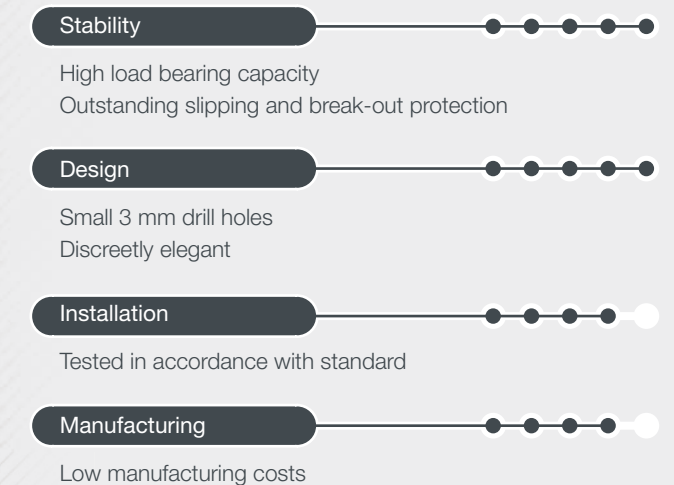 Stability
High load bearing capacity
Outstanding slipping and break-out protection
Design
Small 3 mm drill holes
Discreetly elegant
Installation
Tested in accordance with standard
Manufacturing
Low manufacturing costs